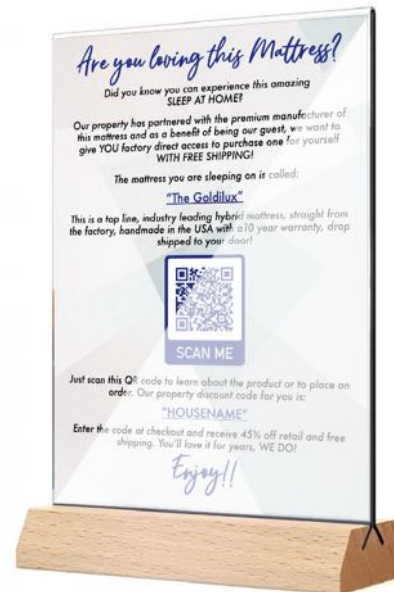 Are you loving this Mattress?
Did you know you can experience this amazing
SLEEP AT HOME?
Our property has partnered with the premium manufacturer of
this mattress and as a benefit of being our guest, we want to
give YOU factory direct access to purchase one for yourself
WITH FREE SHIPPING!
The mattress you are sleeping on is called:
"The Goldilux"
This is a top line, industry leading hybrid mattress, straight from
the factory, handmade in the USA with a10 year warranty, drop
shipped to your door!
SCAN ME
Just scan this QR code to learn about the product or to place an
order. Our property discount code for you is:
"HOUSENAME"
Enter the code at checkout and receive 45% off retail and free
shipping. You'll love it for years, WE DO!
Enjoy!!